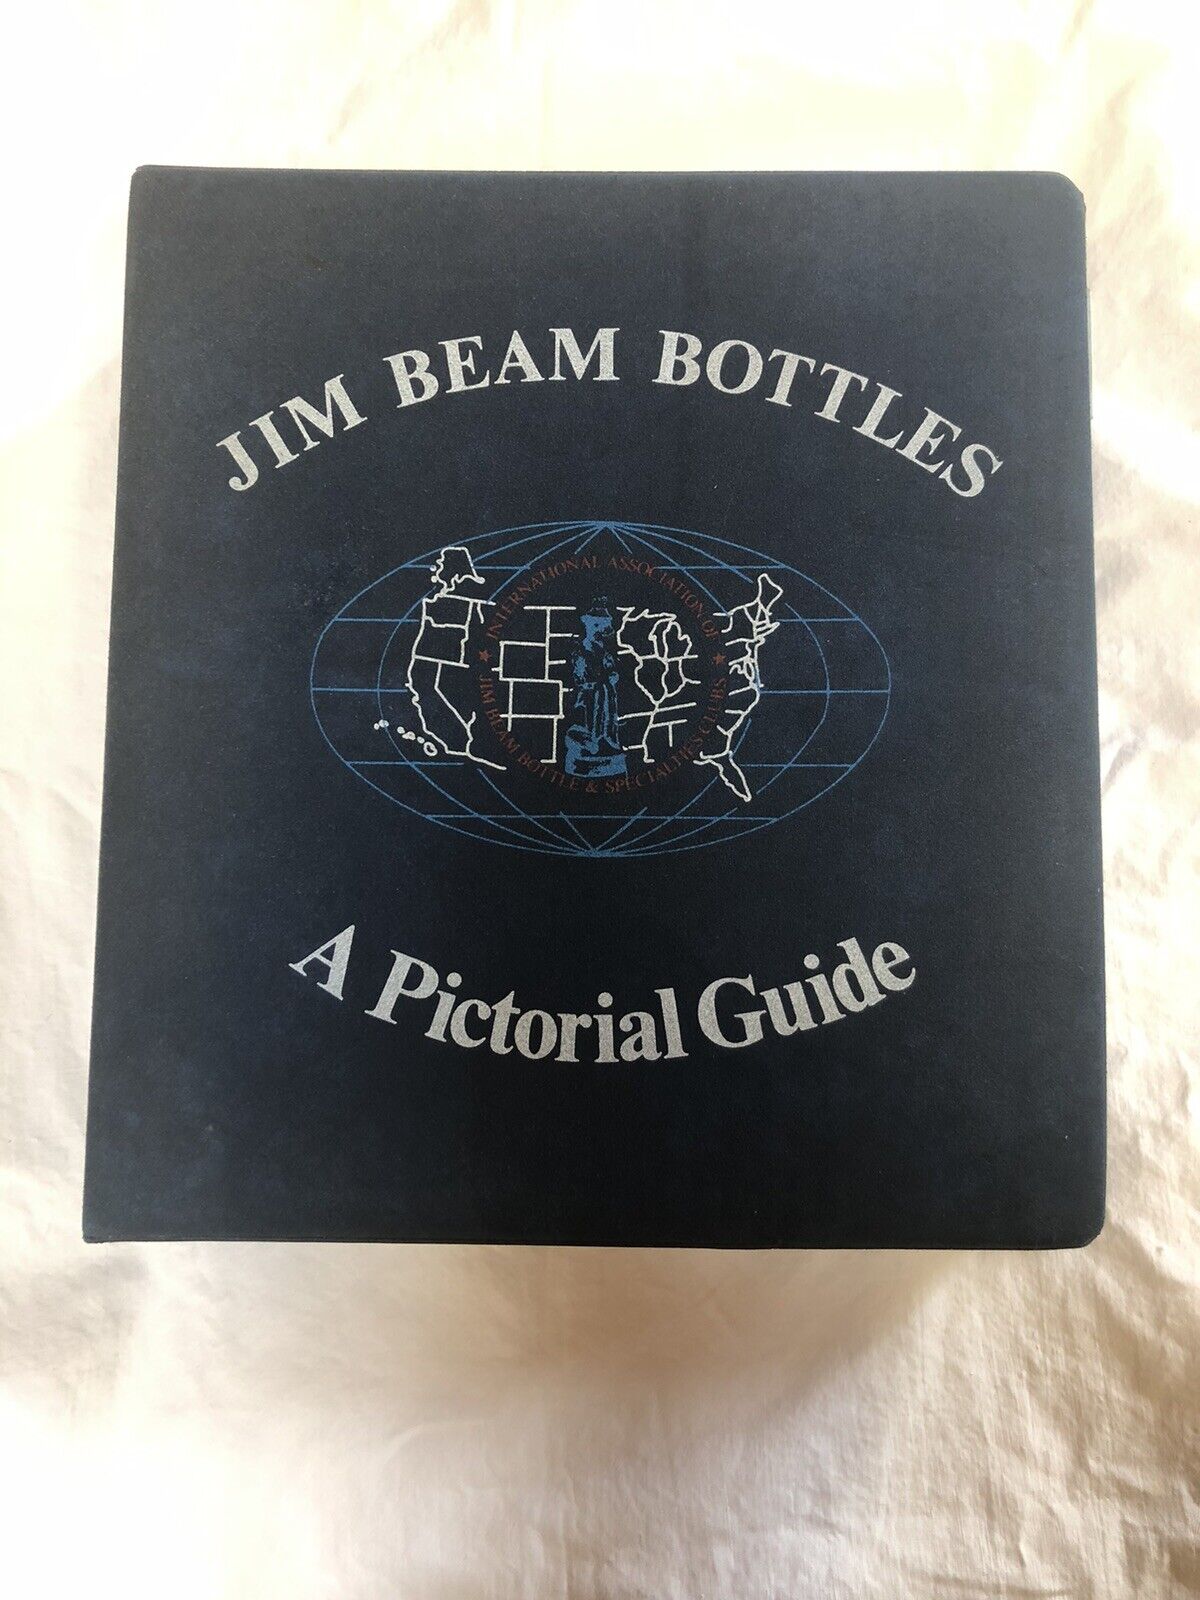 JIM BEAM BOTTLES
★ INTERNATIONAL ASSOCIATION of ★
JIM BEAM BOTTLE & SPECIALTIES CLUBS
A Pictorial Guide